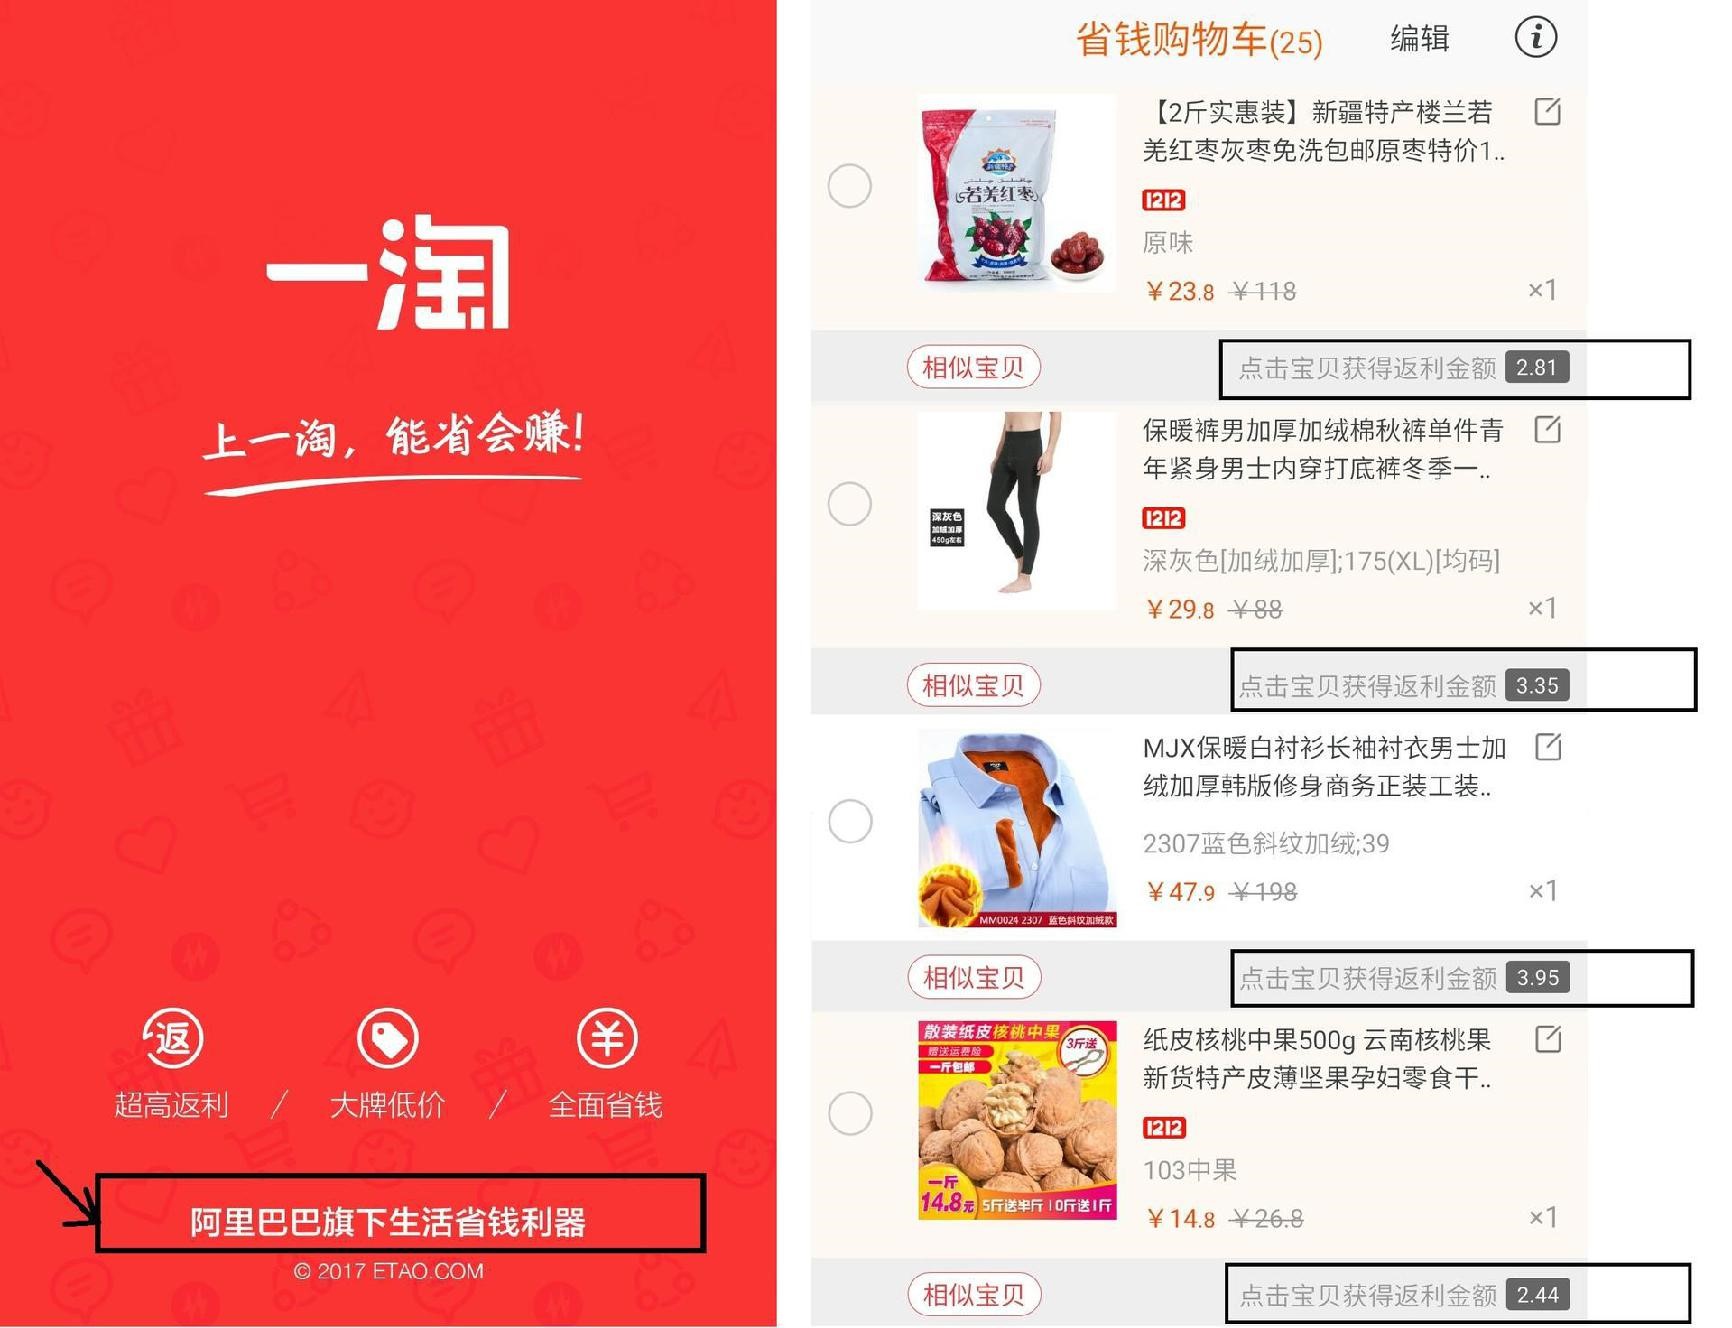 一淘
上一淘，能省会赚！
返
超高返利 / 大牌低价 / 全面省钱
阿里巴巴旗下生活省钱利器
© 2017 ETAO.COM
省钱购物车(25)
编辑
【2斤实惠装】新疆特产楼兰若
羌红枣灰枣免洗包邮原枣特价1..
若羌红枣
1212
原味
￥23.8 ￥118
×1
相似宝贝
点击宝贝获得返利金额 2.81
保暖裤男加厚加绒棉秋裤单件青
年紧身男士内穿打底裤冬季一..
深灰色
加绒加厚
450g左右
1212
深灰色[加绒加厚];175(XL)[均码]
￥29.8 ￥88
×1
相似宝贝
点击宝贝获得返利金额 3.35
MJX保暖白衬衫长袖衬衣男士加
绒加厚韩版修身商务正装工装..
2307蓝色斜纹加绒;39
MM0024 2307 蓝色斜纹加绒款
￥47.9 ￥198
×1
相似宝贝
点击宝贝获得返利金额 3.95
散装纸皮核桃中果
赠送运费险
一斤包邮
3斤送
一斤
14.8元
5斤送半斤 10斤送1斤
纸皮核桃中果500g 云南核桃果
新货特产皮薄坚果孕妇零食干..
1212
103中果
￥14.8 ￥26.8
×1
相似宝贝
点击宝贝获得返利金额 2.44